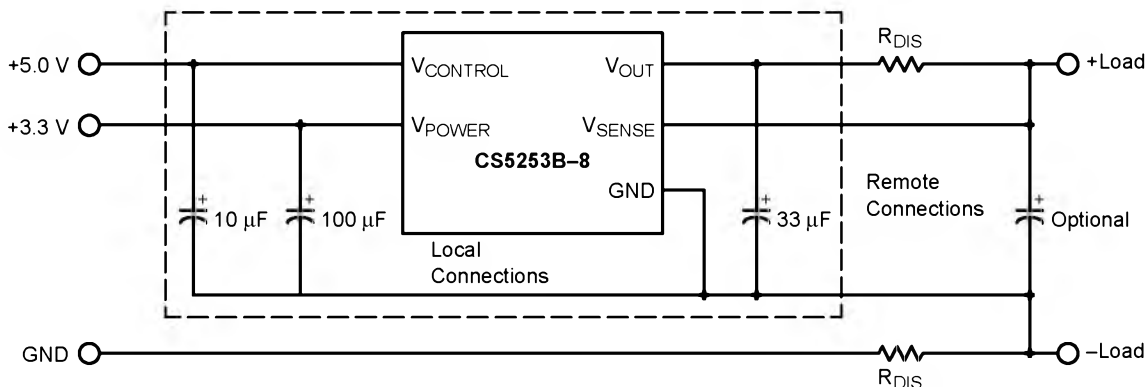 R_DIS
+5.0 V
V_CONTROL
V_OUT
+Load
+3.3 V
V_POWER
V_SENSE
CS5253B–8
GND
Remote
Connections
10 μF
100 μF
33 μF
Optional
Local
Connections
GND
–Load
R_DIS